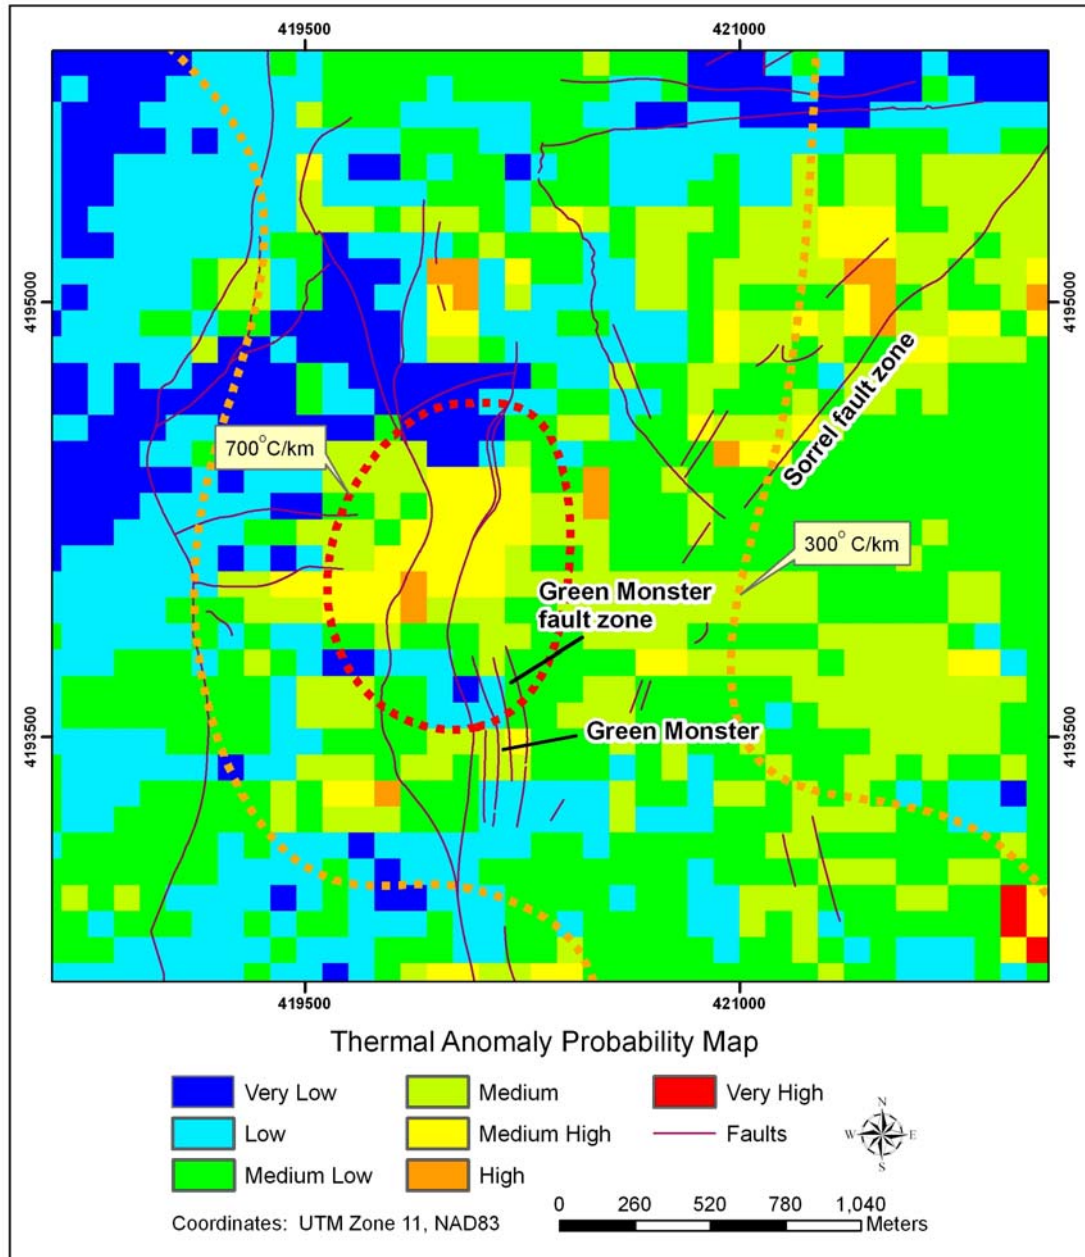 419500 421000
4195000 4195000
Sorrel fault zone
700°C/km
300° C/km
Green Monster
fault zone
Green Monster
4193500 4193500
419500 421000
Thermal Anomaly Probability Map
Very Low Medium Very High
Low Medium High Faults
Medium Low High
N
W E
S
0 260 520 780 1,040
Meters
Coordinates: UTM Zone 11, NAD83